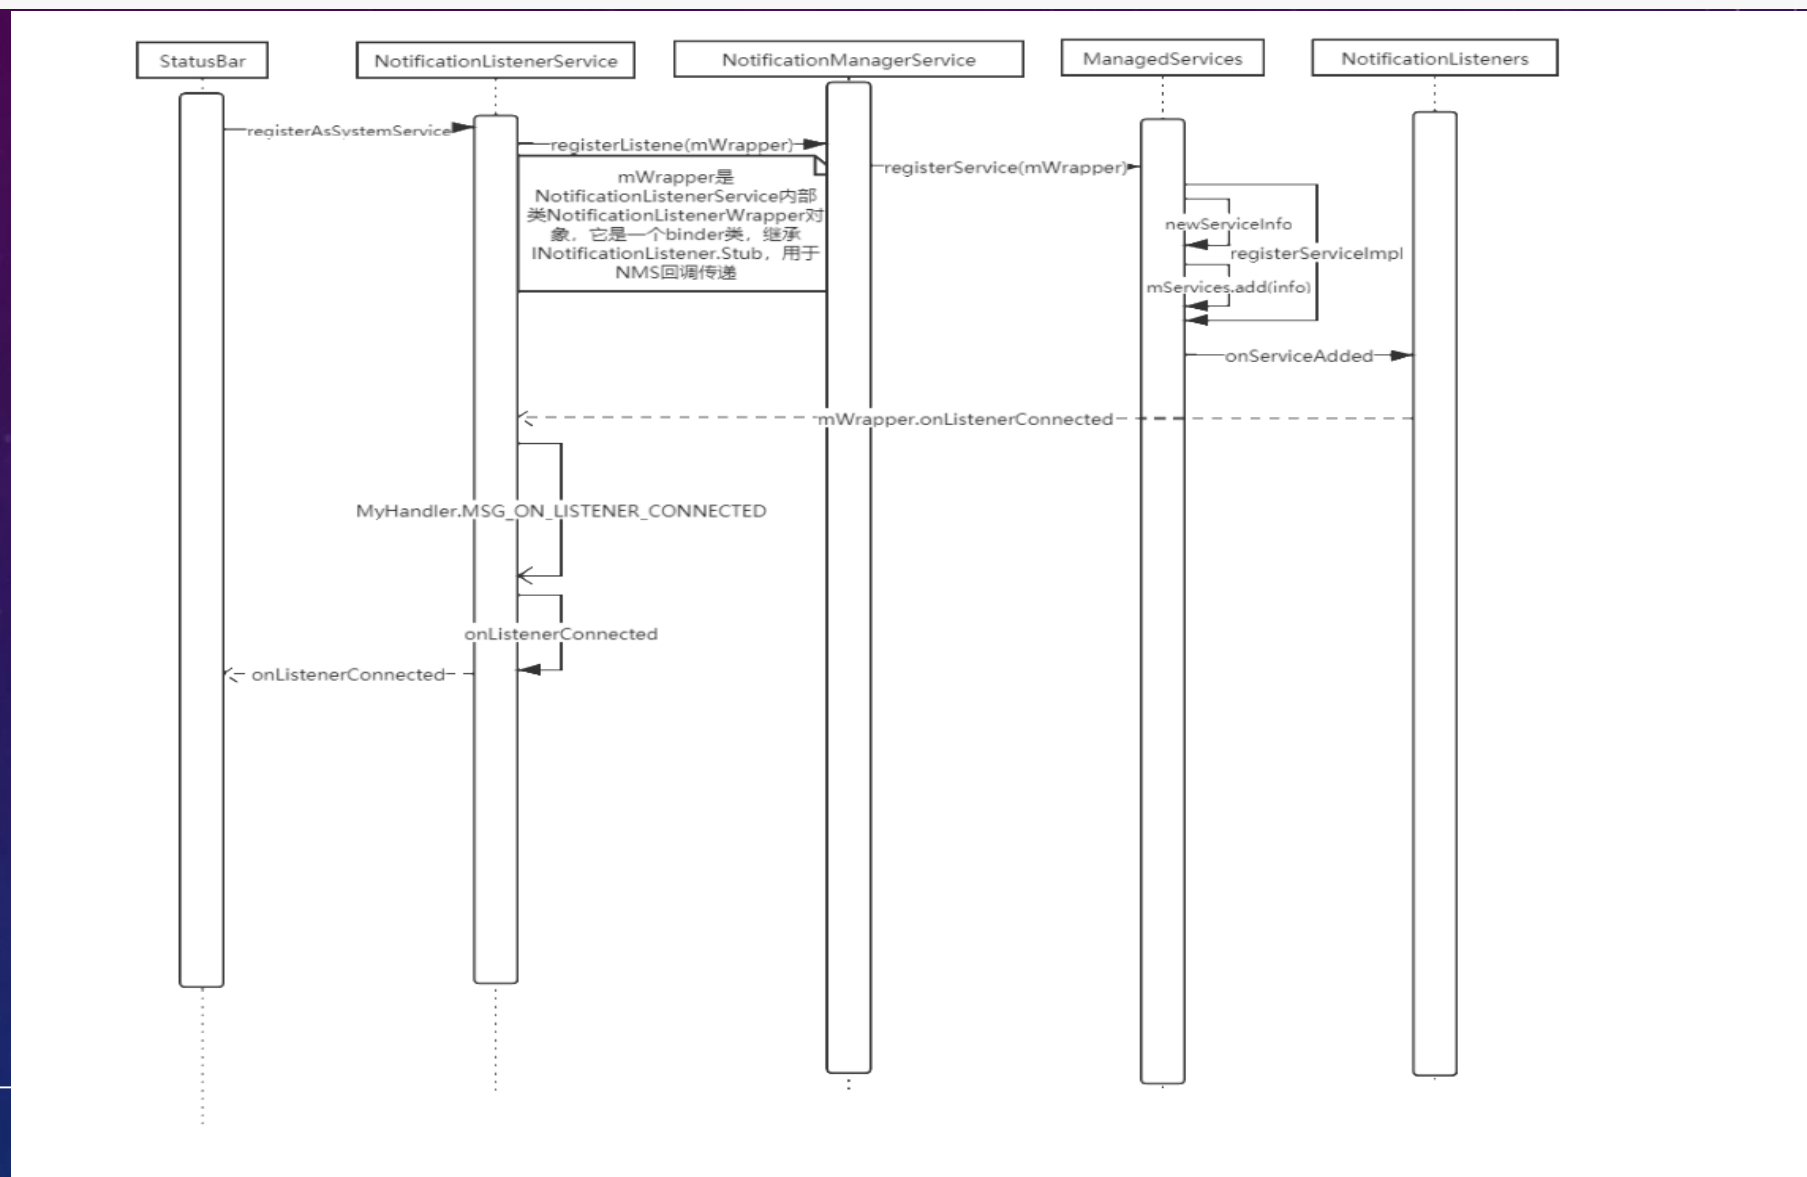 StatusBar
NotificationListenerService
NotificationManagerService
ManagedServices
NotificationListeners
registerAsSystemService
registerListene(mWrapper)
registerService(mWrapper)
mWrapper是
NotificationListenerService内部
类NotificationListenerWrapper对
象，它是一个binder类，继承
INotificationListener.Stub，用于
NMS回调传递
newServiceInfo
registerServiceImpl
mServices.add(info)
onServiceAdded
mWrapper.onListenerConnected
MyHandler.MSG_ON_LISTENER_CONNECTED
onListenerConnected
onListenerConnected